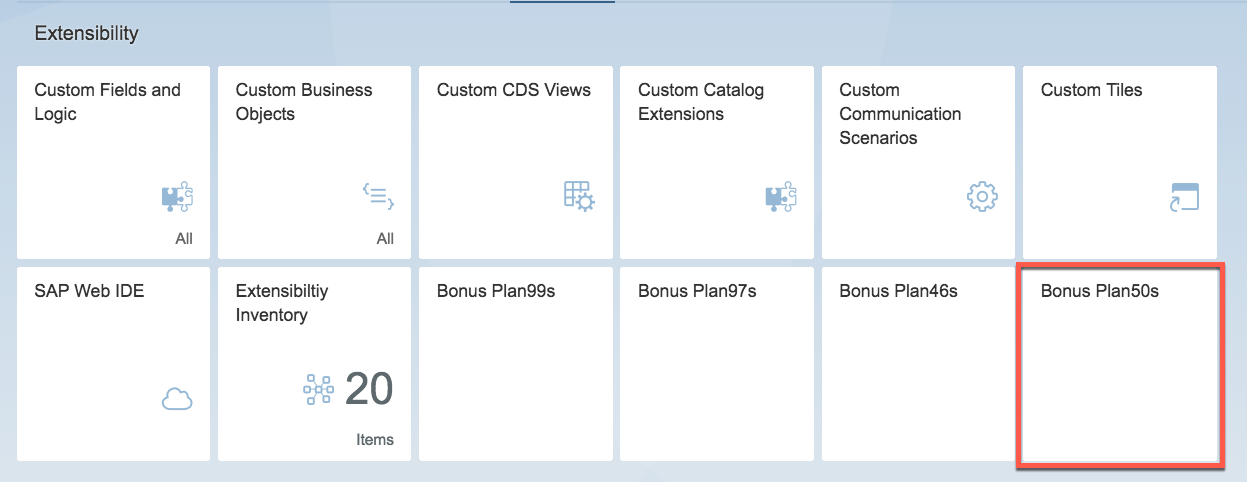 Extensibility
Custom Fields and
Logic
All
Custom Business
Objects
All
Custom CDS Views
Custom Catalog
Extensions
Custom
Communication
Scenarios
Custom Tiles
SAP Web IDE
Extensibiltiy
Inventory
20
Items
Bonus Plan99s
Bonus Plan97s
Bonus Plan46s
Bonus Plan50s